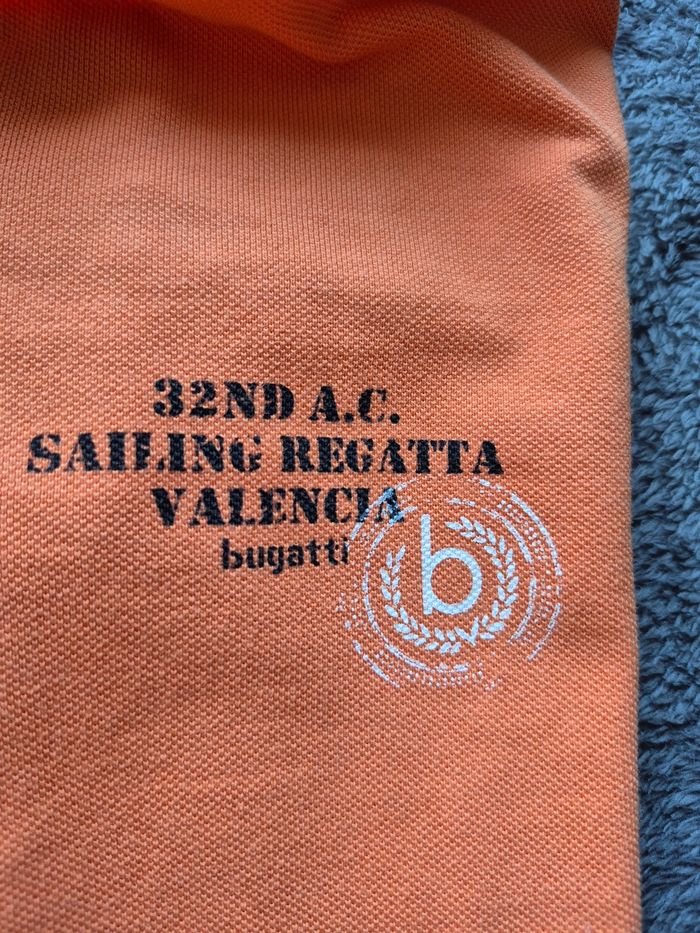 32ND A.C.
SAILING REGATTA
VALENCIA
bugatti
b